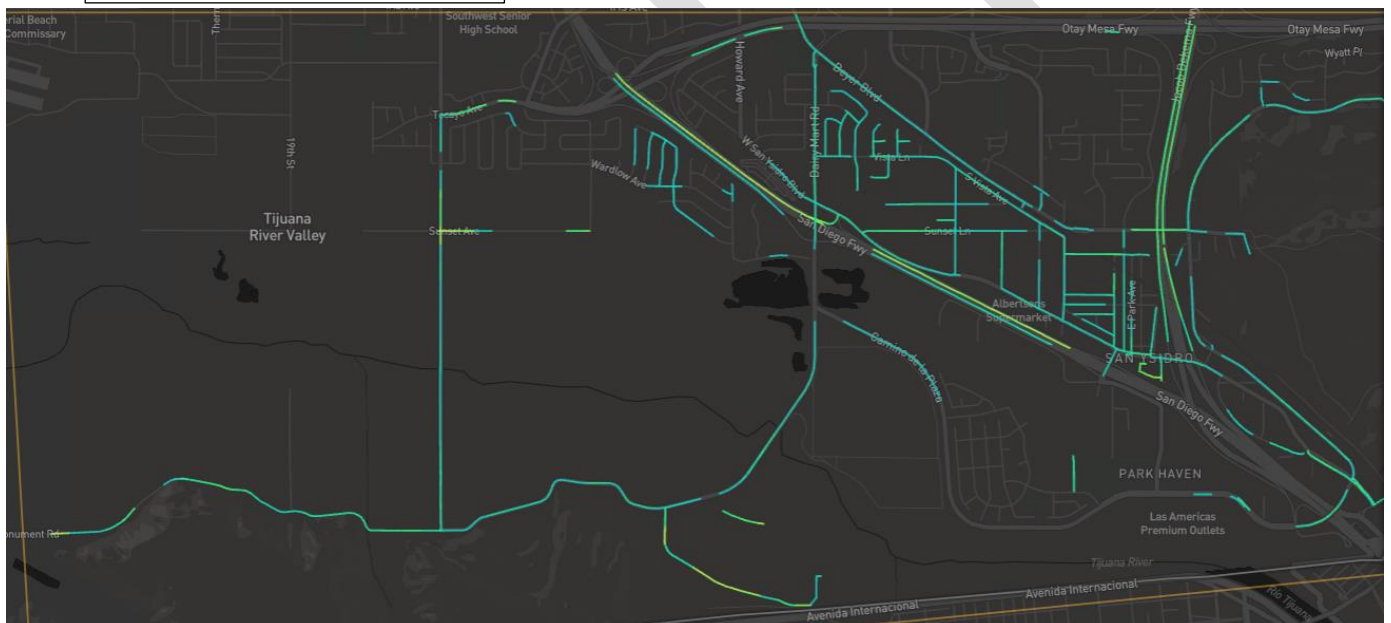 Southwest Senior
High School
erial Beach
Commissary
Otay Mesa Fwy
Otay Mesa Fwy
Wyatt Pl
Howard Ave
Beyer Blvd
Tocayo Ave
19th St
Daisy Mart Rd
W San Ysidro Blvd
Vista Ln
Wardlow Ave
S Vista Ave
Tijuana
River Valley
Sunset Ave
San Diego Fwy
Sunset Ln
E Park Ave
Albertsons
Supermarket
Camino de la Plaza
SAN YSIDRO
San Diego Fwy
PARK HAVEN
Las Americas
Premium Outlets
onument Rd
Tijuana River
Avenida Internacional
Avenida Internacional
Río Tijuana